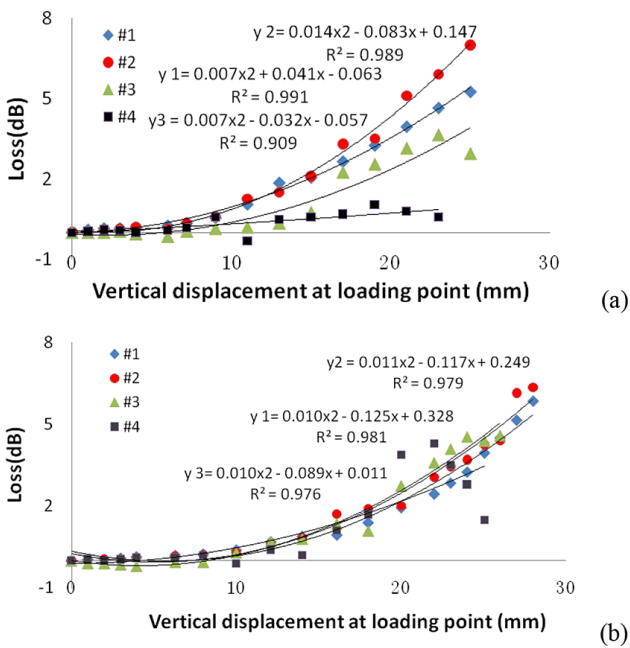 8
#1
#2
#3
#4
y 2= 0.014x2 - 0.083x + 0.147
R² = 0.989
y 1= 0.007x2 + 0.041x - 0.063
R² = 0.991
y3 = 0.007x2 - 0.032x - 0.057
R² = 0.909
5
2
-1
Loss(dB)
0
10
20
30
Vertical displacement at loading point (mm)
(a)
8
#1
#2
#3
#4
y2= 0.011x2 - 0.117x + 0.249
R² = 0.979
y 1= 0.010x2 - 0.125x + 0.328
R² = 0.981
y 3= 0.010x2 - 0.089x + 0.011
R² = 0.976
5
2
-1
Loss(dB)
0
10
20
30
Vertical displacement at loading point (mm)
(b)